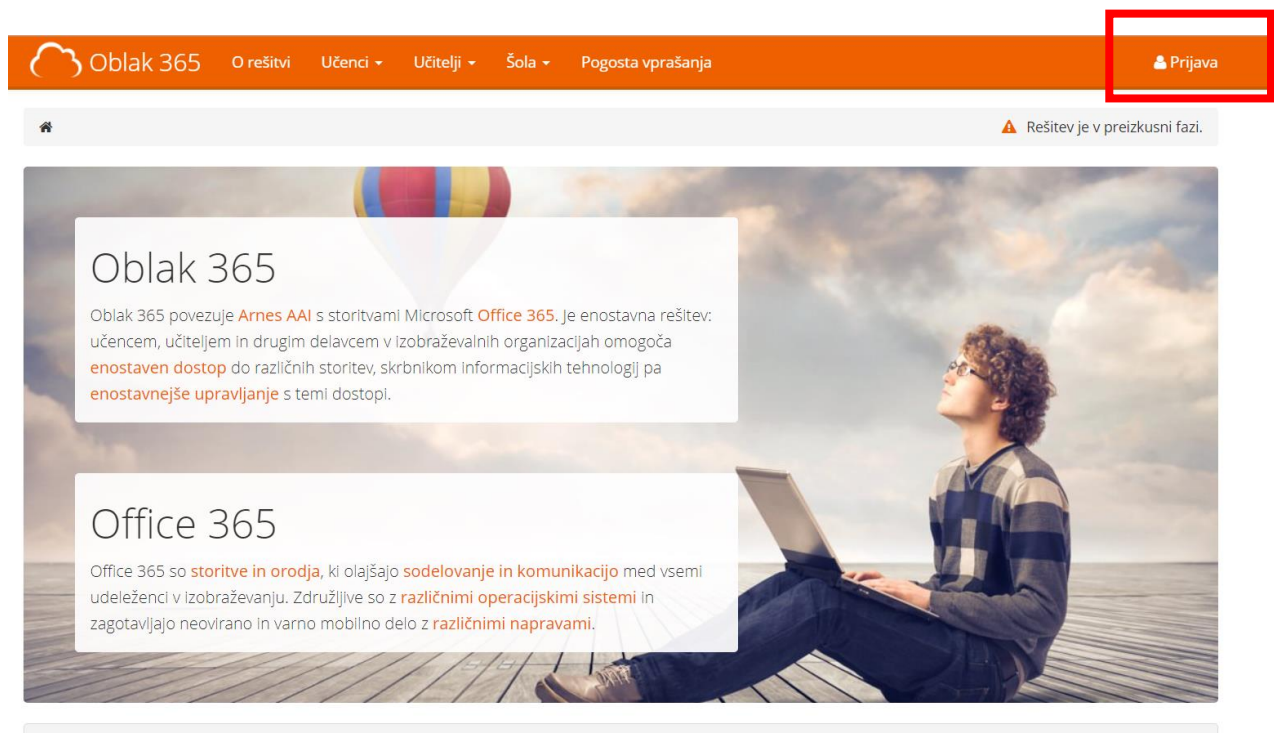 Oblak 365 O rešitvi Učenci Učitelji Šola Pogosta vprašanja Prijava
Rešitev je v preizkusni fazi.
Oblak 365
Oblak 365 povezuje Arnes AAI s storitvami Microsoft Office 365. Je enostavna rešitev:
učencem, učiteljem in drugim delavcem v izobraževalnih organizacijah omogoča
enostaven dostop do različnih storitev, skrbnikom informacijskih tehnologij pa
enostavnejše upravljanje s temi dostopi.
Office 365
Office 365 so storitve in orodja, ki olajšajo sodelovanje in komunikacijo med vsemi
udeleženci v izobraževanju. Združljive so z različnimi operacijskimi sistemi in
zagotavljajo neovirano in varno mobilno delo z različnimi napravami.